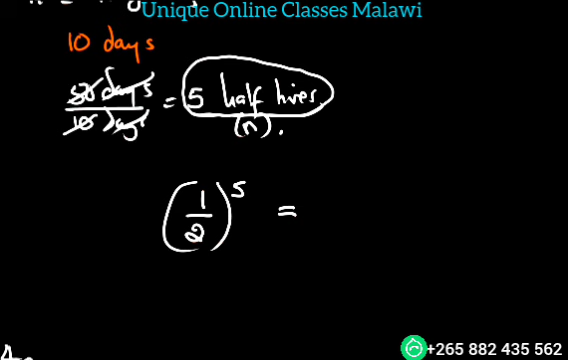 Unique Online Classes Malawi
10 days
50 days / 10 days = 5 half lives
(n).
(1/2)^5 =
+265 882 435 562